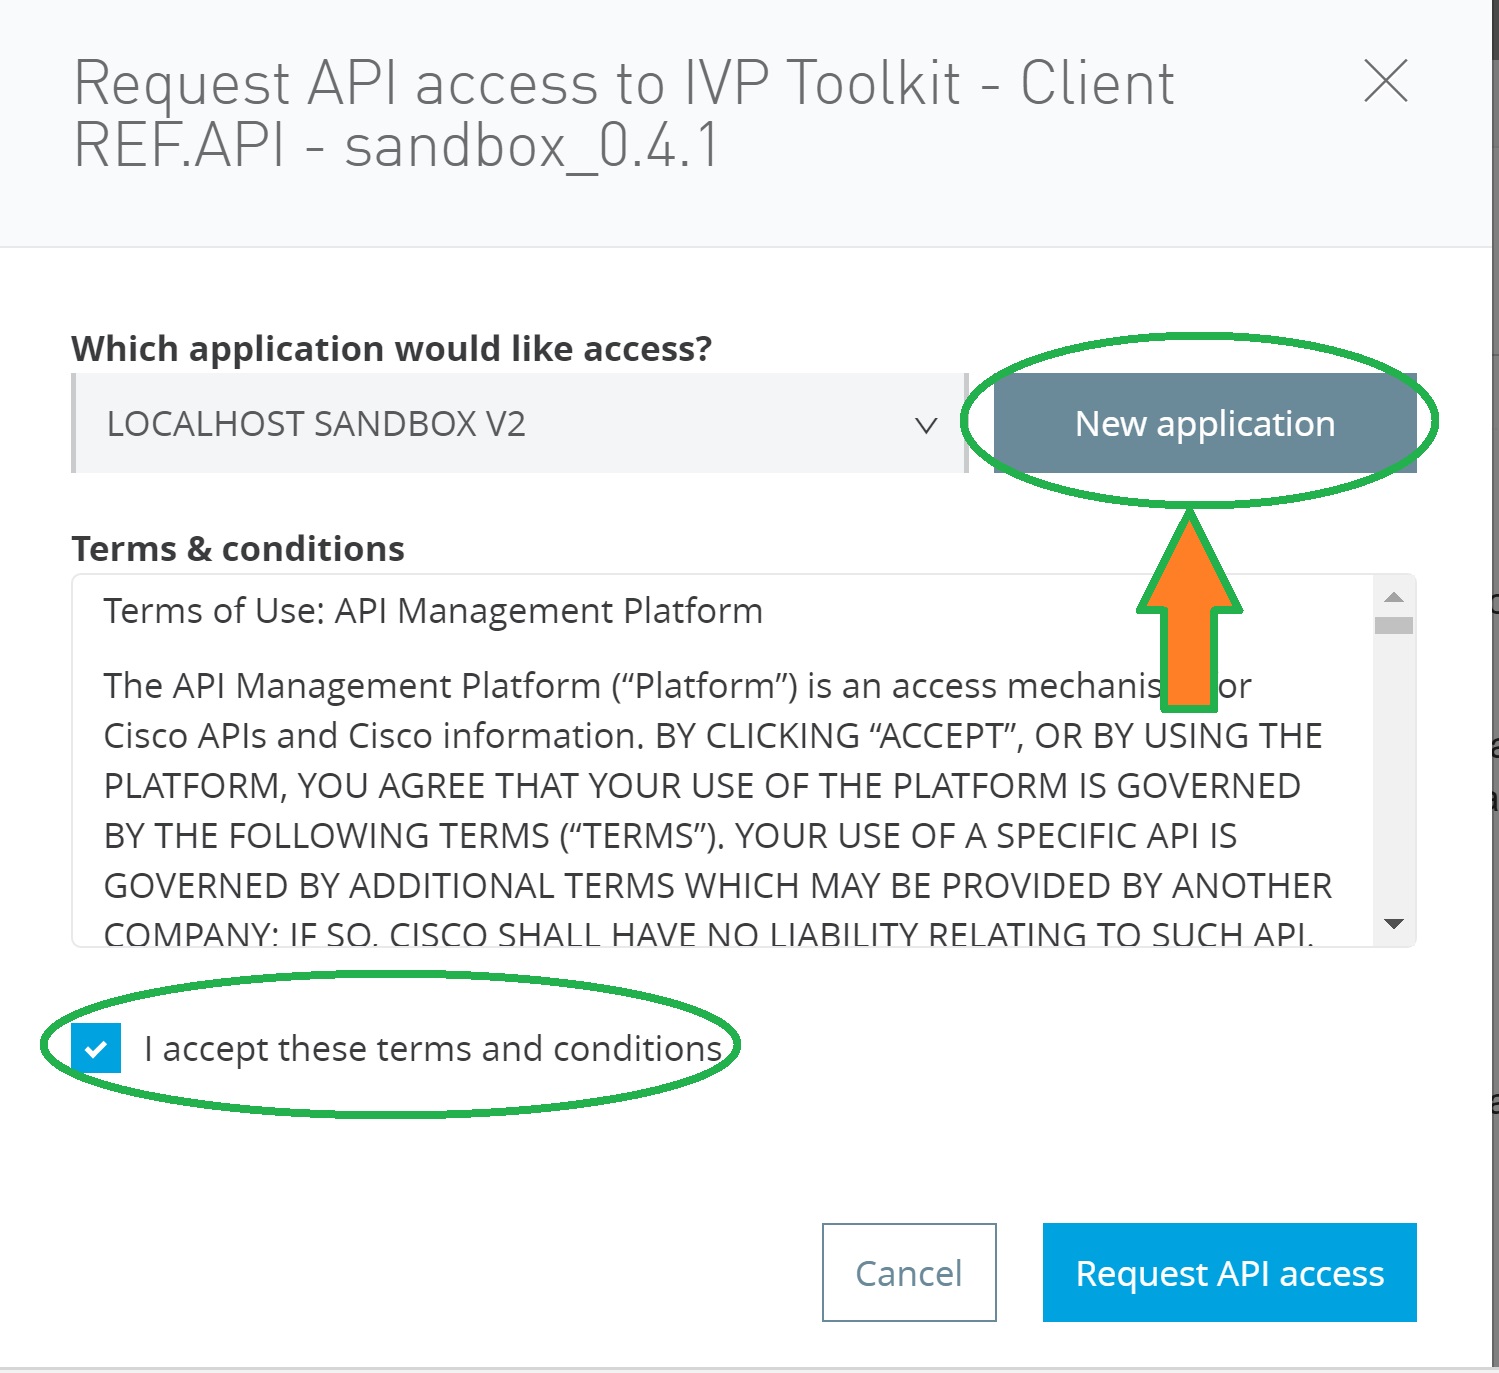 Request API access to IVP Toolkit - Client
REF.API - sandbox_0.4.1
Which application would like access?
LOCALHOST SANDBOX V2
New application
Terms & conditions
Terms of Use: API Management Platform
The API Management Platform (“Platform”) is an access mechanis or
Cisco APIs and Cisco information. BY CLICKING “ACCEPT”, OR BY USING THE
PLATFORM, YOU AGREE THAT YOUR USE OF THE PLATFORM IS GOVERNED
BY THE FOLLOWING TERMS (“TERMS”). YOUR USE OF A SPECIFIC API IS
GOVERNED BY ADDITIONAL TERMS WHICH MAY BE PROVIDED BY ANOTHER
COMPANY; IF SO, CISCO SHALL HAVE NO LIABILITY RELATING TO SUCH API.
I accept these terms and conditions
Cancel
Request API access